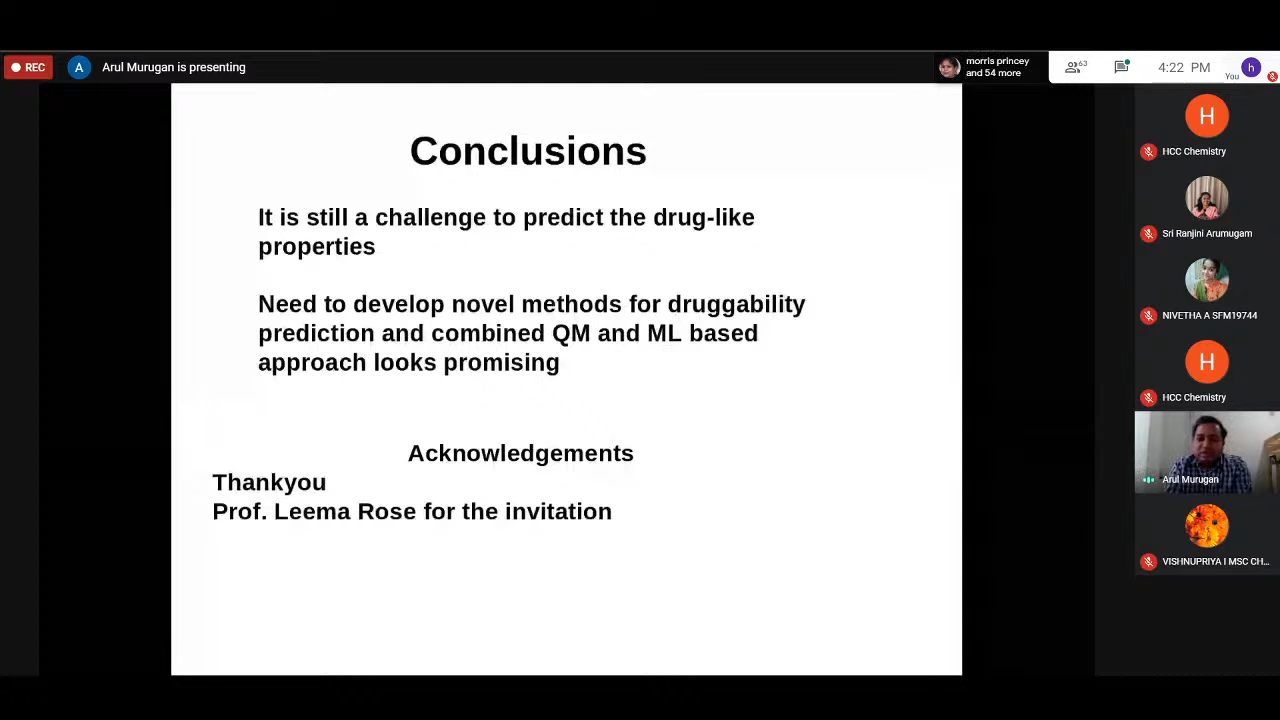 REC
A
Arul Murugan is presenting
morris princey
and 54 more
63
4:22 PM
You
h
Conclusions
It is still a challenge to predict the drug-like
properties
Need to develop novel methods for druggability
prediction and combined QM and ML based
approach looks promising
Acknowledgements
Thankyou
Prof. Leema Rose for the invitation
H
HCC Chemistry
Sri Ranjini Arumugam
NIVETHA A SFM19744
H
HCC Chemistry
Arul Murugan
VISHNUPRIYA I MSC CH...